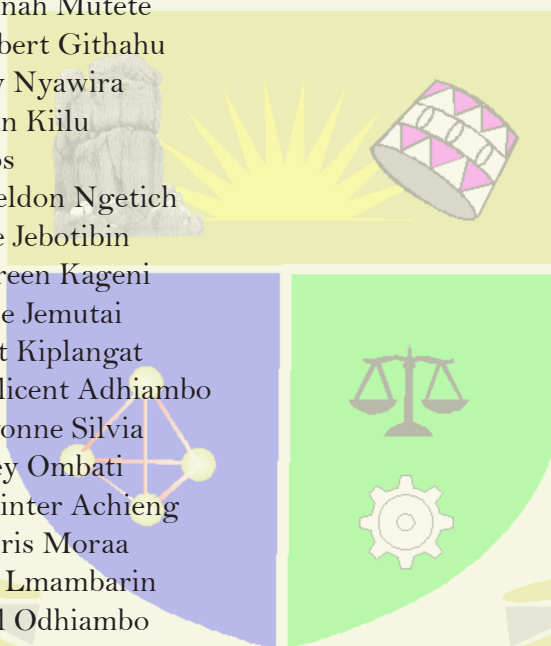 nah Mutete
bert Githahu
y Nyawira
n Kiilu
os
eldon Ngetich
e Jebotibin
reen Kageni
e Jemutai
t Kiplangat
licent Adhiambo
onne Silvia
ey Ombati
inter Achieng
ris Moraa
Lmambarin
l Odhiambo